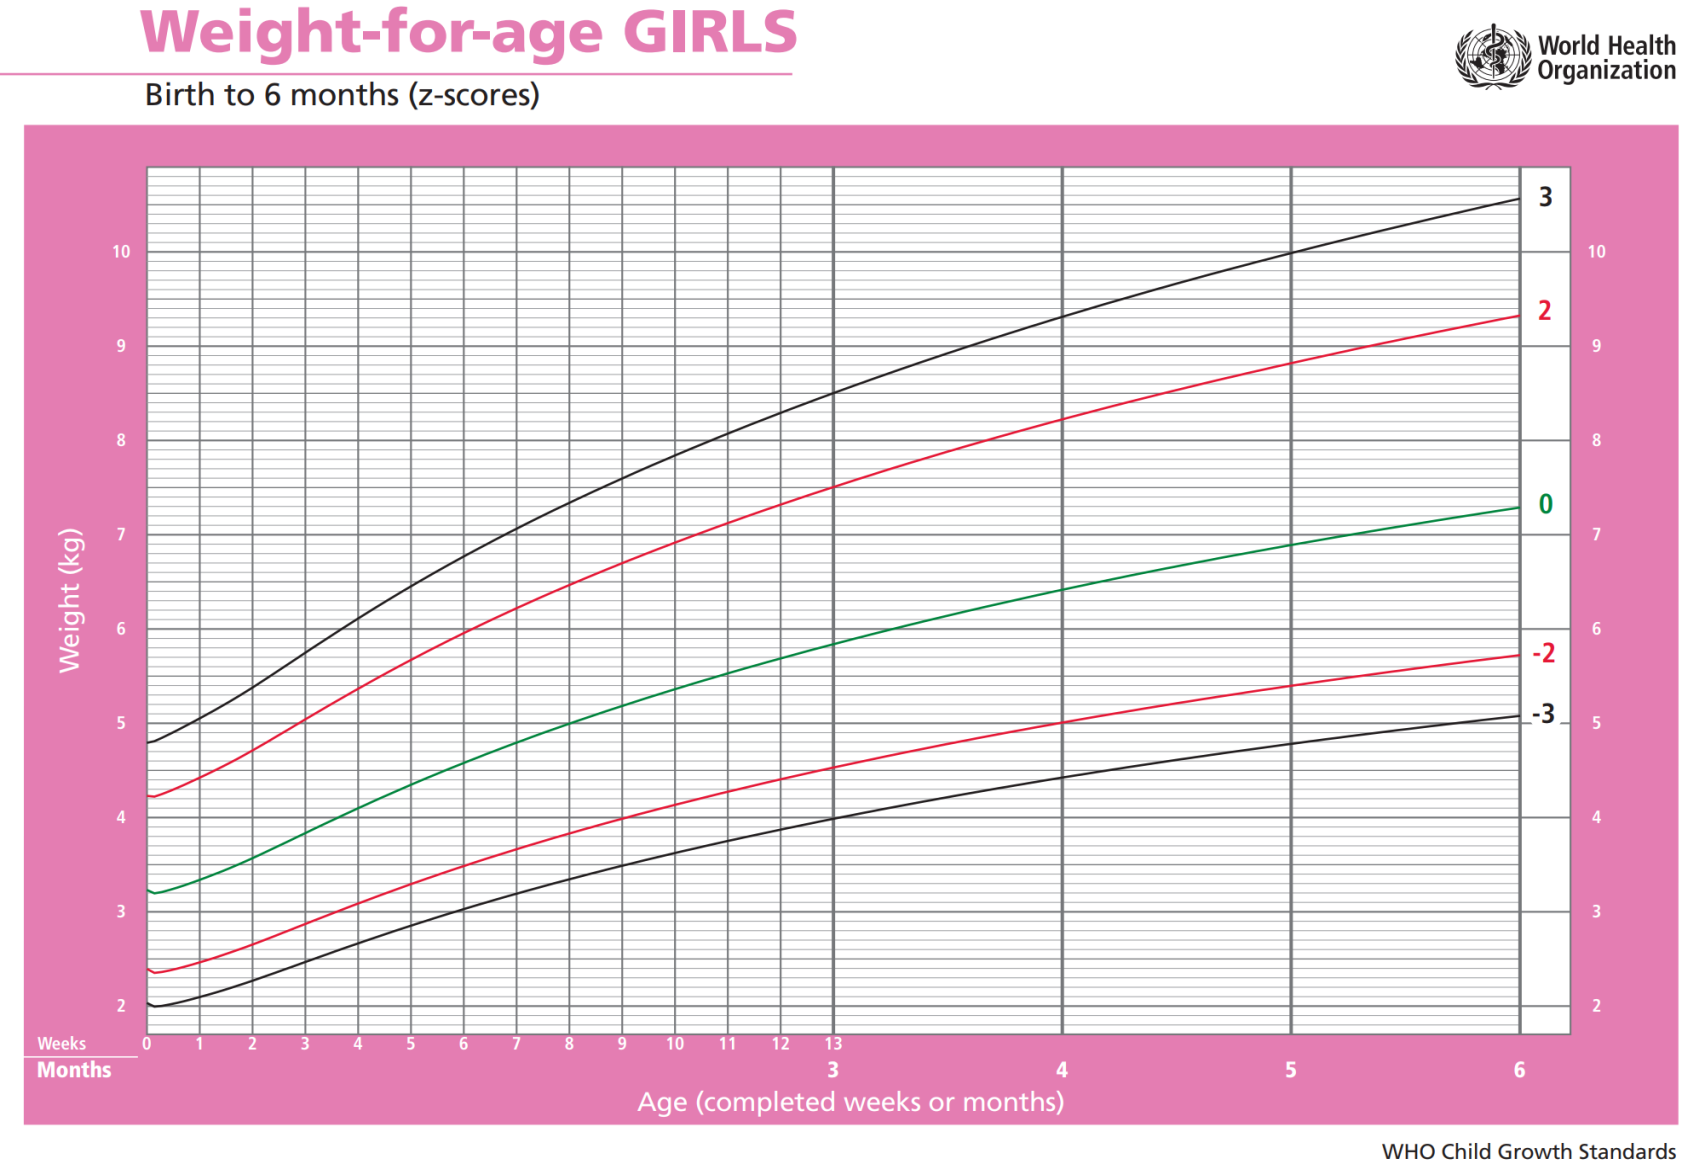 Weight-for-age GIRLS
Birth to 6 months (z-scores)
World Health
Organization
3
10 10
2
9 9
8 8
0
7 7
Weight (kg)
6 6
-2
-3
5 5
4 4
3 3
2 2
Weeks 0 1 2 3 4 5 6 7 8 9 10 11 12 13
Months 3 4 5 6
Age (completed weeks or months)
WHO Child Growth Standards